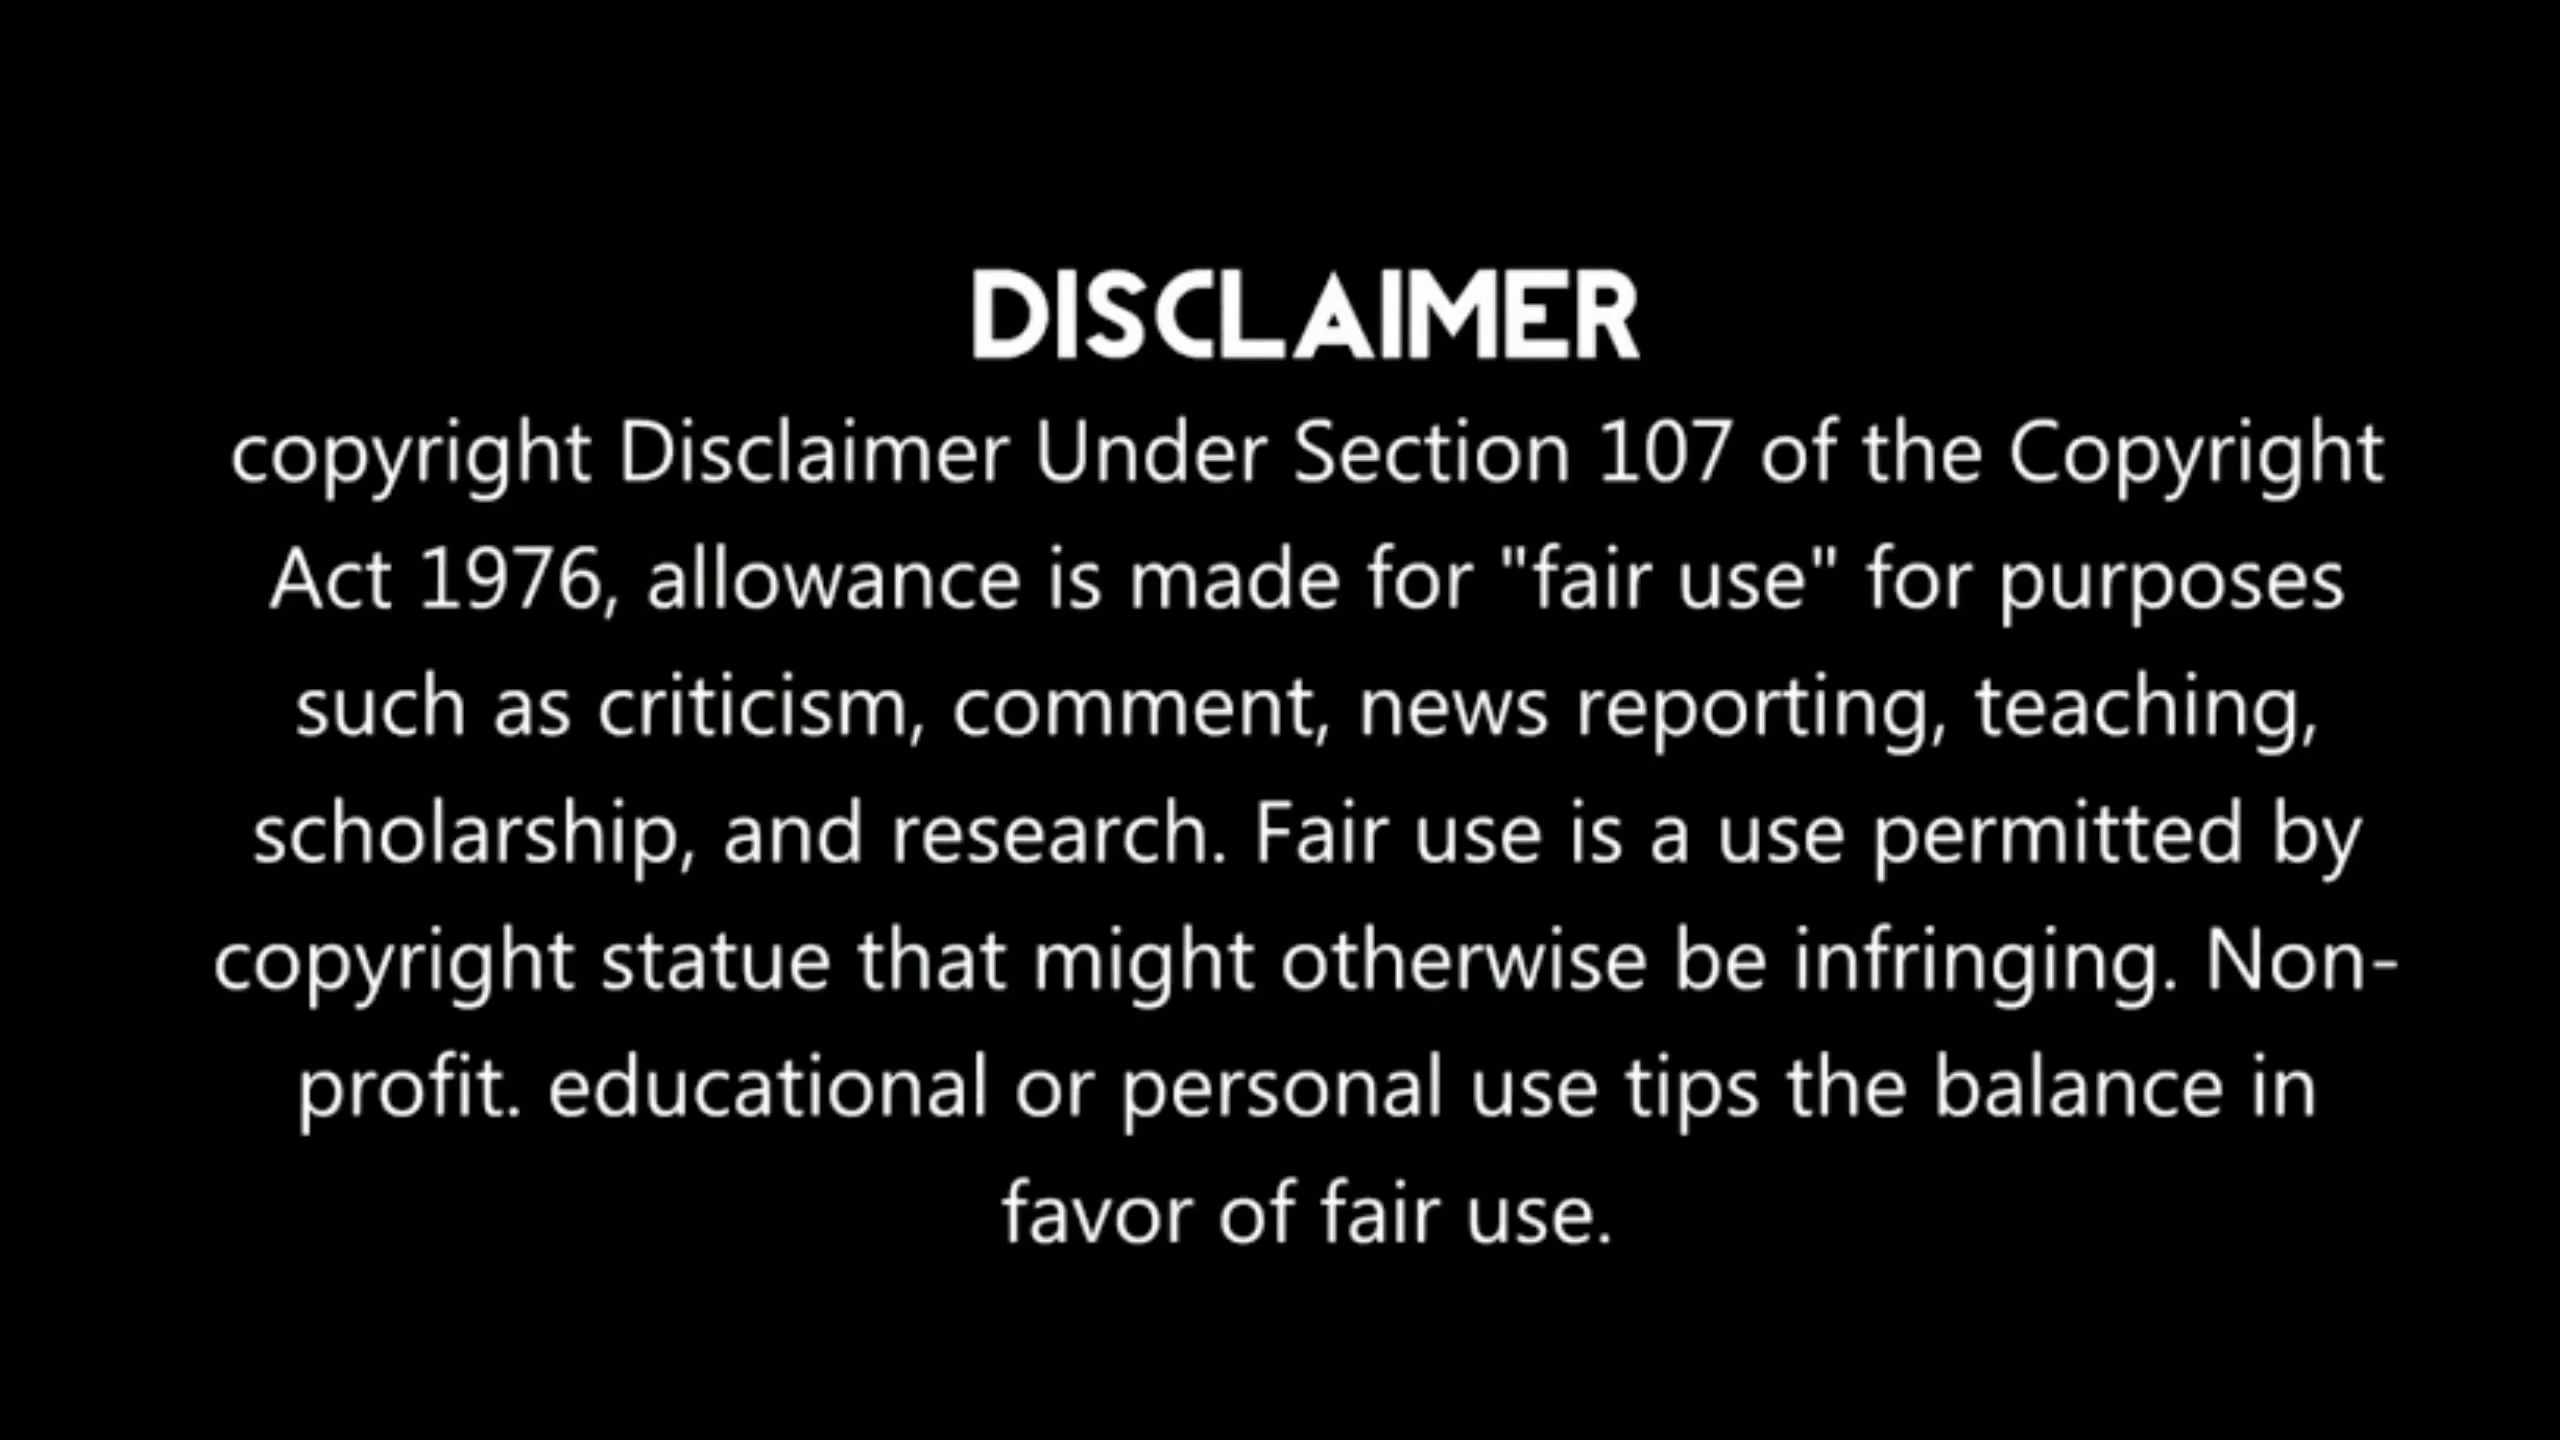 DISCLAIMER
copyright Disclaimer Under Section 107 of the Copyright
Act 1976, allowance is made for "fair use" for purposes
such as criticism, comment, news reporting, teaching,
scholarship, and research. Fair use is a use permitted by
copyright statue that might otherwise be infringing. Non-
profit. educational or personal use tips the balance in
favor of fair use.